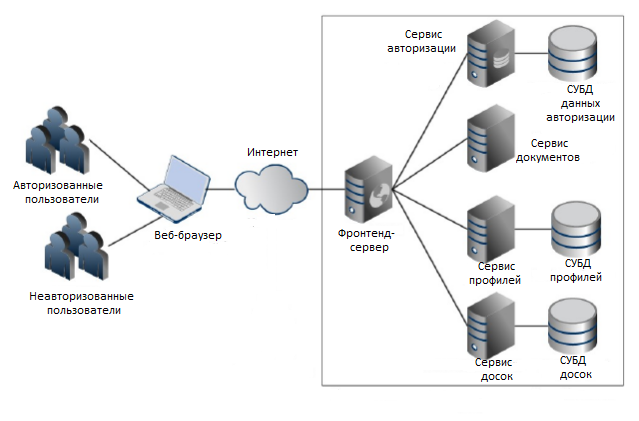 Сервис
авторизации
СУБД
данных
авторизации
Сервис
документов
Интернет
Авторизованные
пользователи
Веб-браузер
Фронтенд-
сервер
Сервис
профилей
СУБД
профилей
Неавторизованные
пользователи
Сервис
досок
СУБД
досок